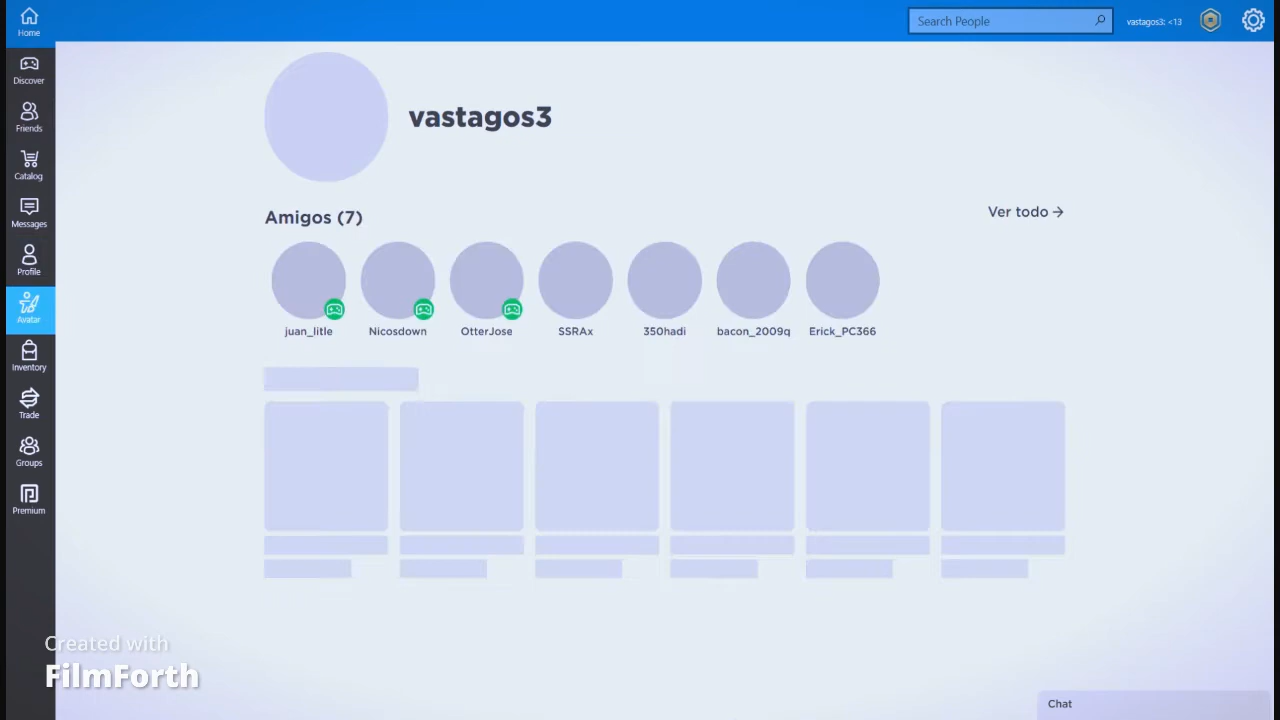 Home
Search People
vastagos3: <13
Discover
Friends
Catalog
Messages
Profile
Avatar
Inventory
Trade
Groups
Premium
vastagos3
Amigos (7)
Ver todo →
juan_litle
Nicosdown
OtterJose
SSRAx
350hadi
bacon_2009q
Erick_PC366
Created with
FilmForth
Chat